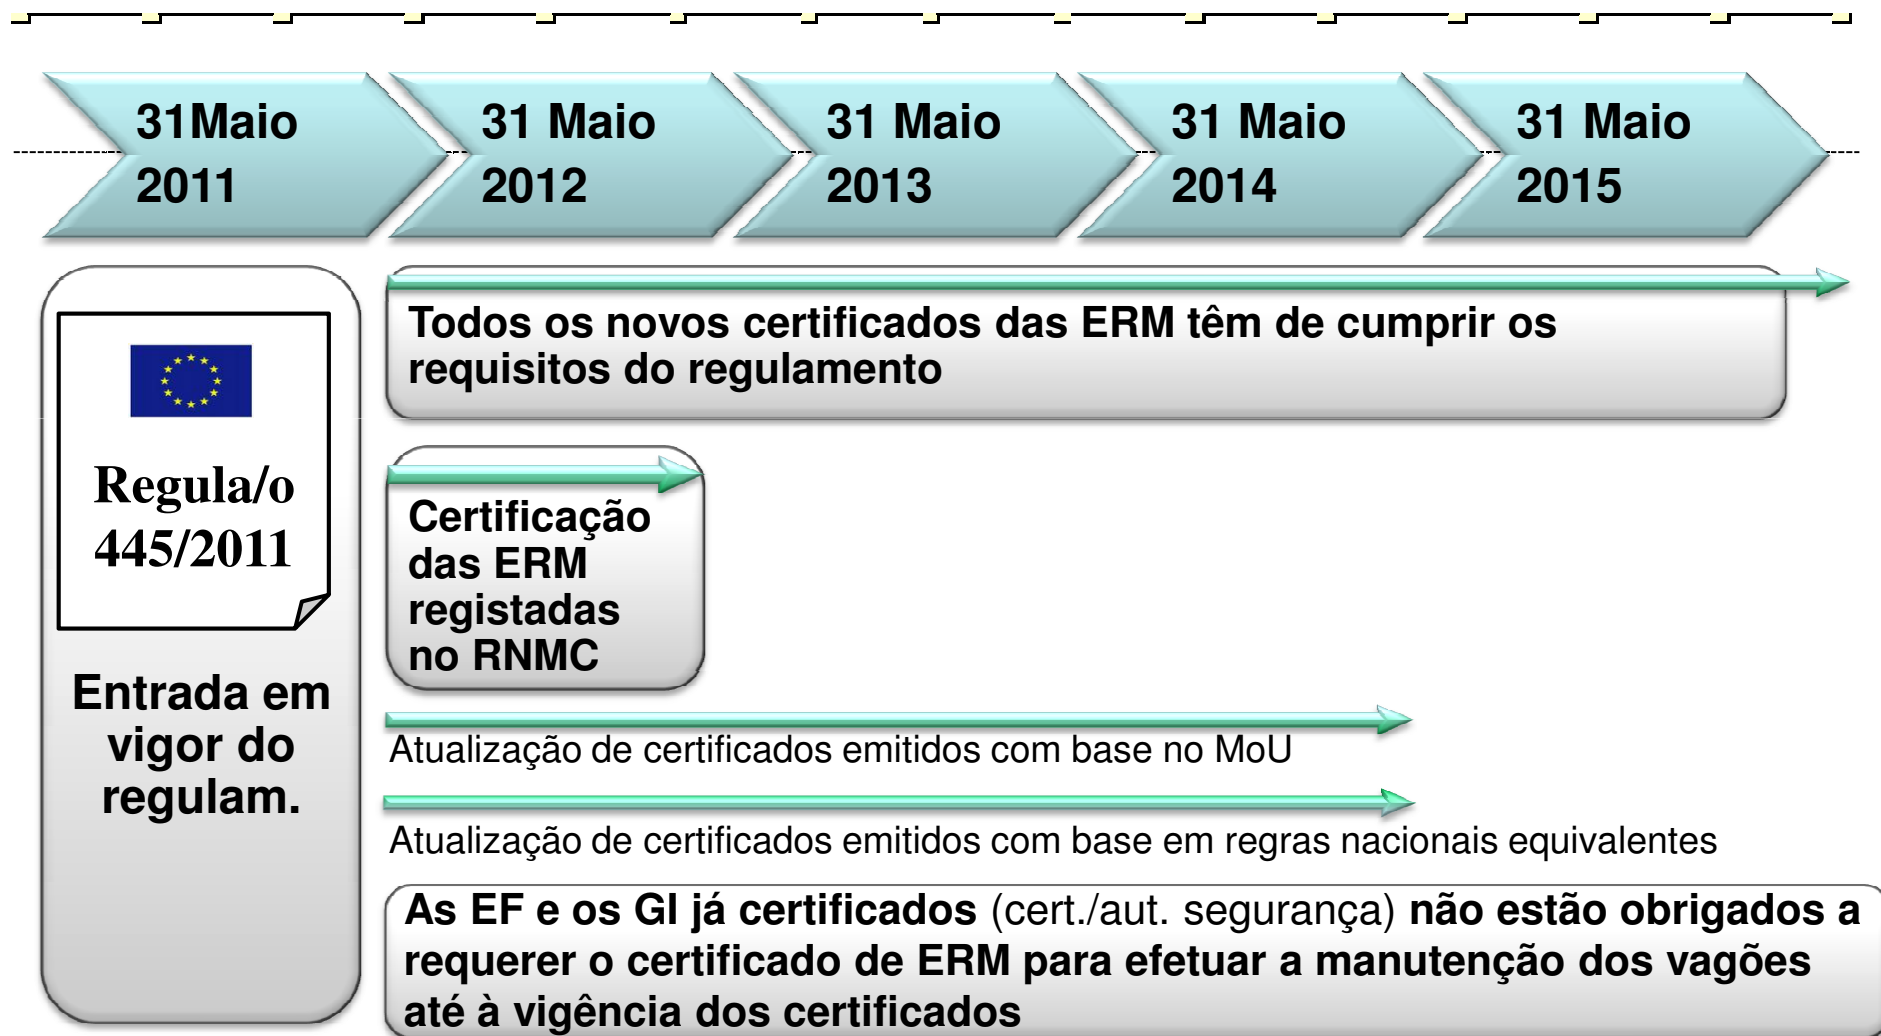 31Maio
2011
31 Maio
2012
31 Maio
2013
31 Maio
2014
31 Maio
2015
Regula/o
445/2011
Entrada em
vigor do
regulam.
Todos os novos certificados das ERM têm de cumprir os
requisitos do regulamento
Certificação
das ERM
registadas
no RNMC
Atualização de certificados emitidos com base no MoU
Atualização de certificados emitidos com base em regras nacionais equivalentes
As EF e os GI já certificados (cert./aut. segurança) não estão obrigados a
requerer o certificado de ERM para efetuar a manutenção dos vagões
até à vigência dos certificados